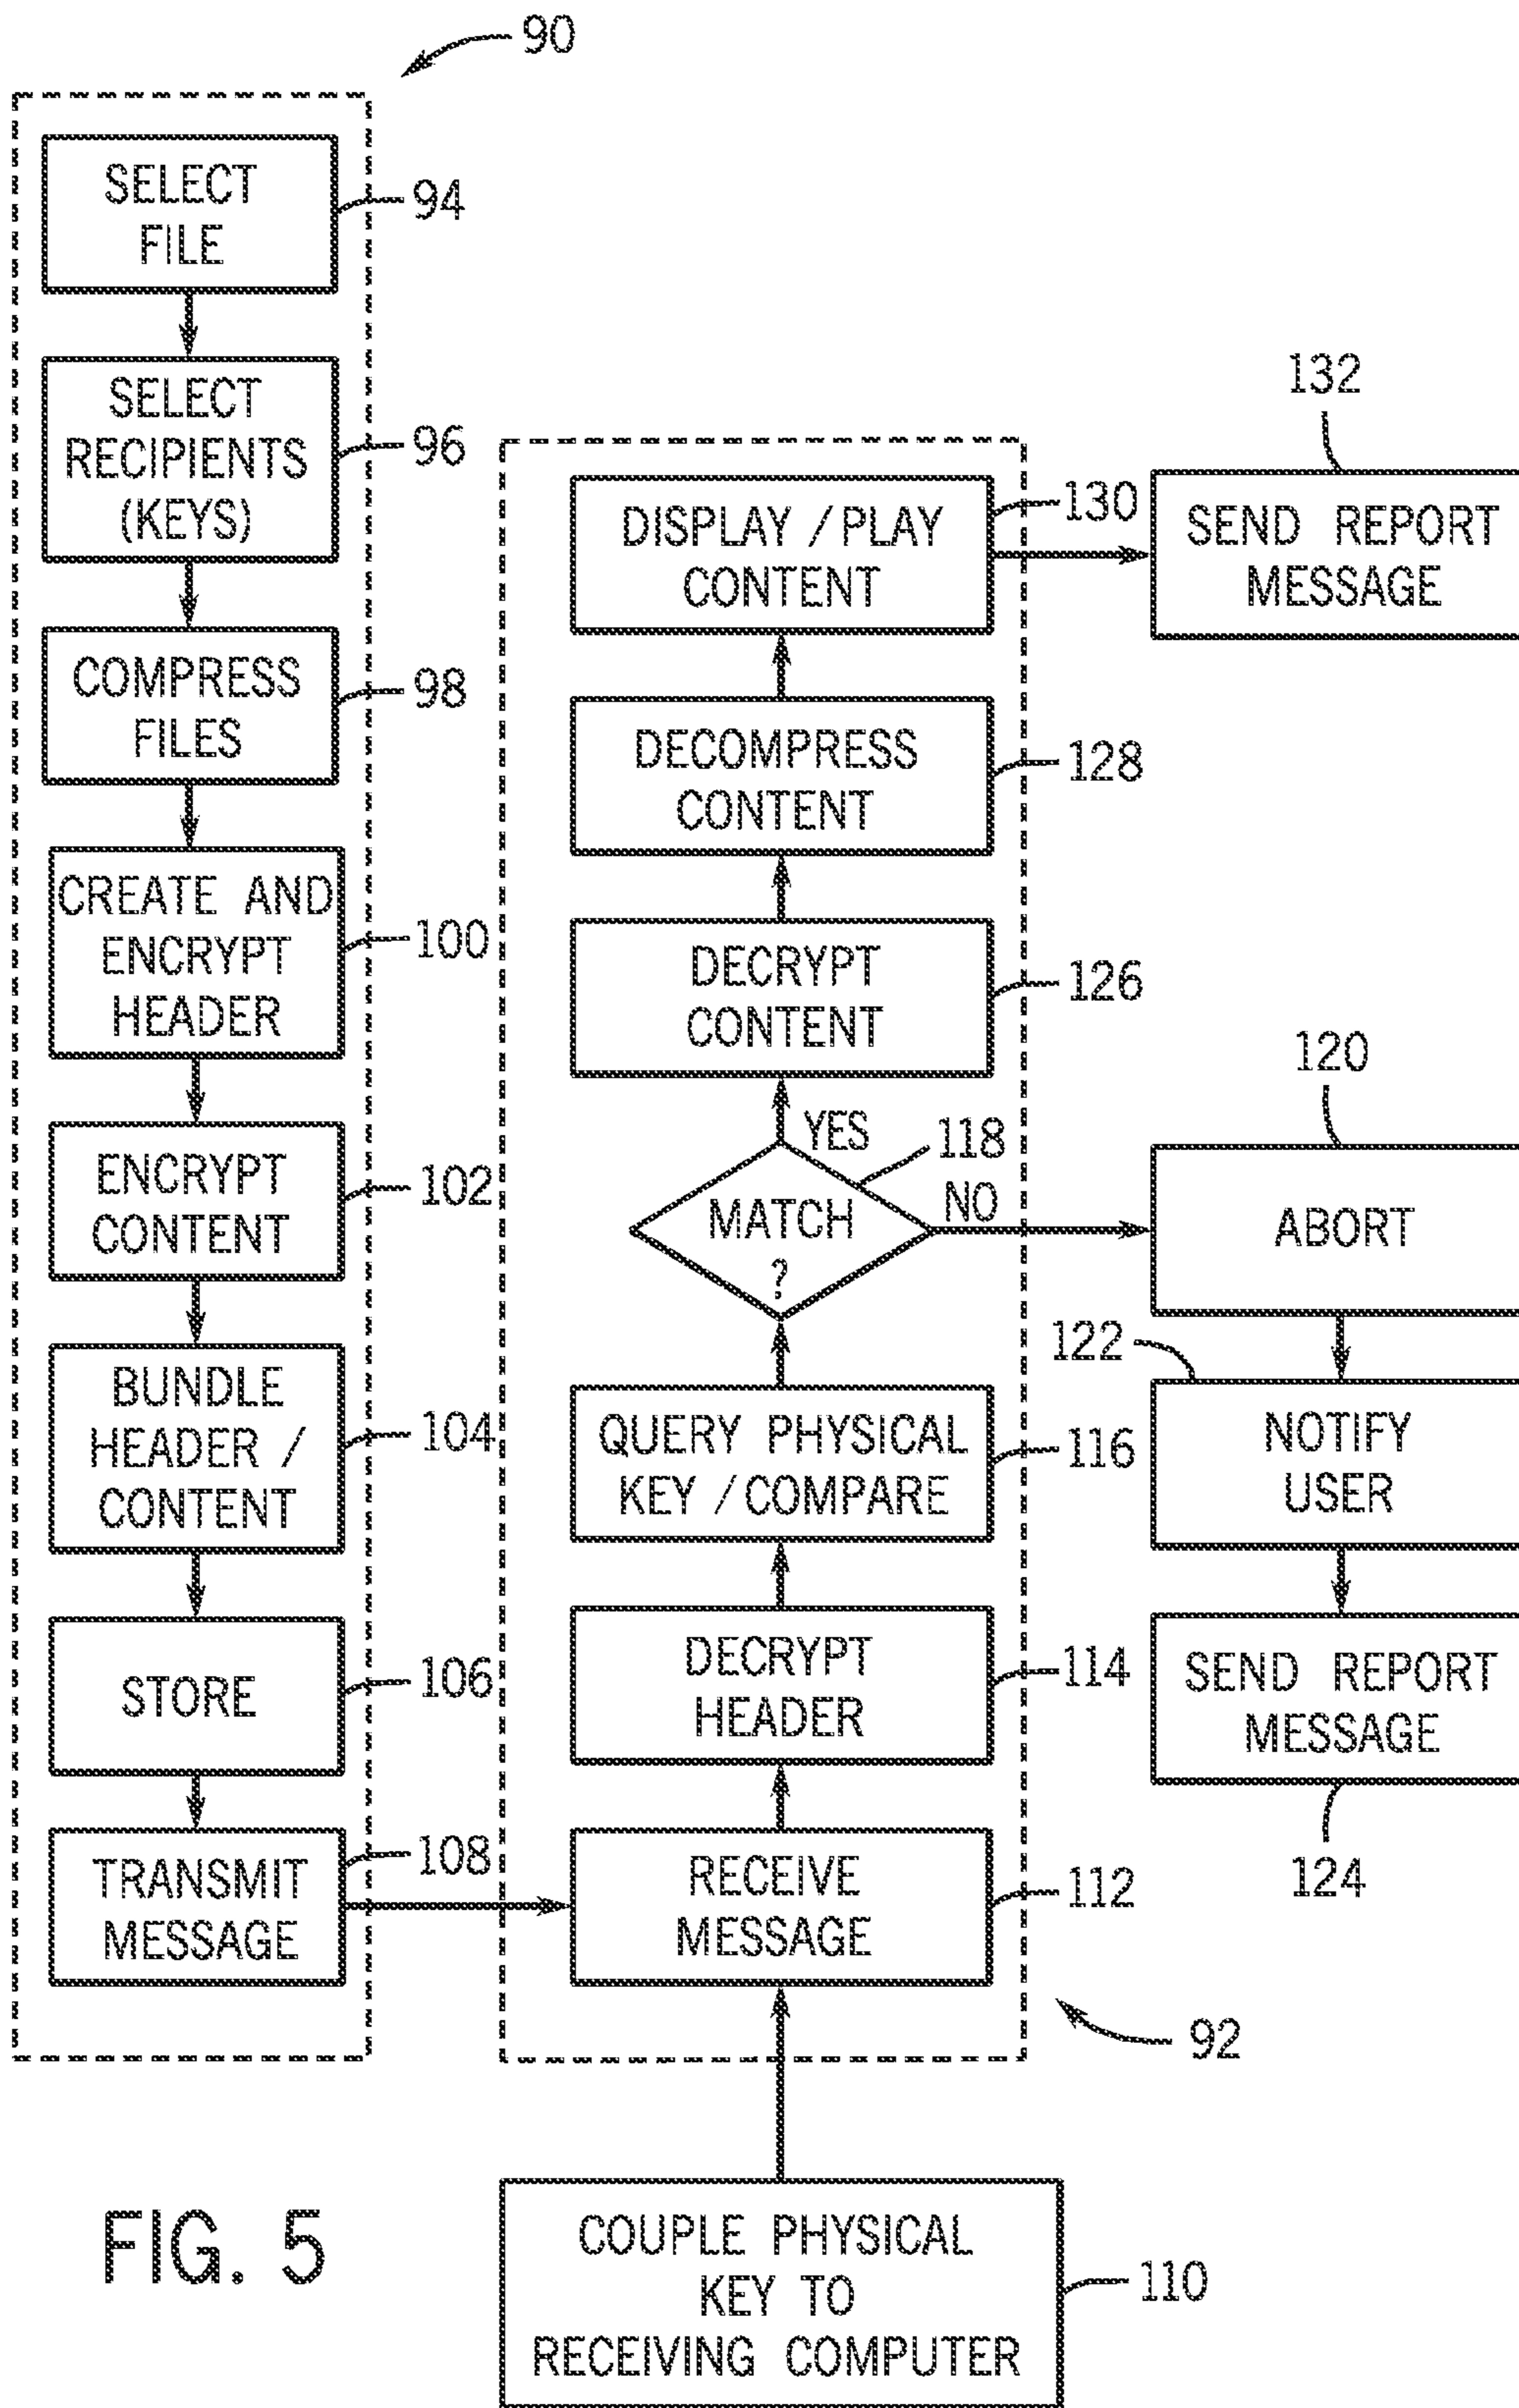 90
SELECT
FILE
94
SELECT
RECIPIENTS
(KEYS)
96
COMPRESS
FILES
98
CREATE AND
ENCRYPT
HEADER
100
ENCRYPT
CONTENT
102
BUNDLE
HEADER /
CONTENT
104
STORE
106
TRANSMIT
MESSAGE
108
COUPLE PHYSICAL
KEY TO
RECEIVING COMPUTER
110
RECEIVE
MESSAGE
112
92
DECRYPT
HEADER
114
QUERY PHYSICAL
KEY / COMPARE
116
MATCH
?
118
YES
NO
DECRYPT
CONTENT
126
DECOMPRESS
CONTENT
128
DISPLAY / PLAY
CONTENT
130
132
SEND REPORT
MESSAGE
120
ABORT
122
NOTIFY
USER
SEND REPORT
MESSAGE
124
FIG. 5